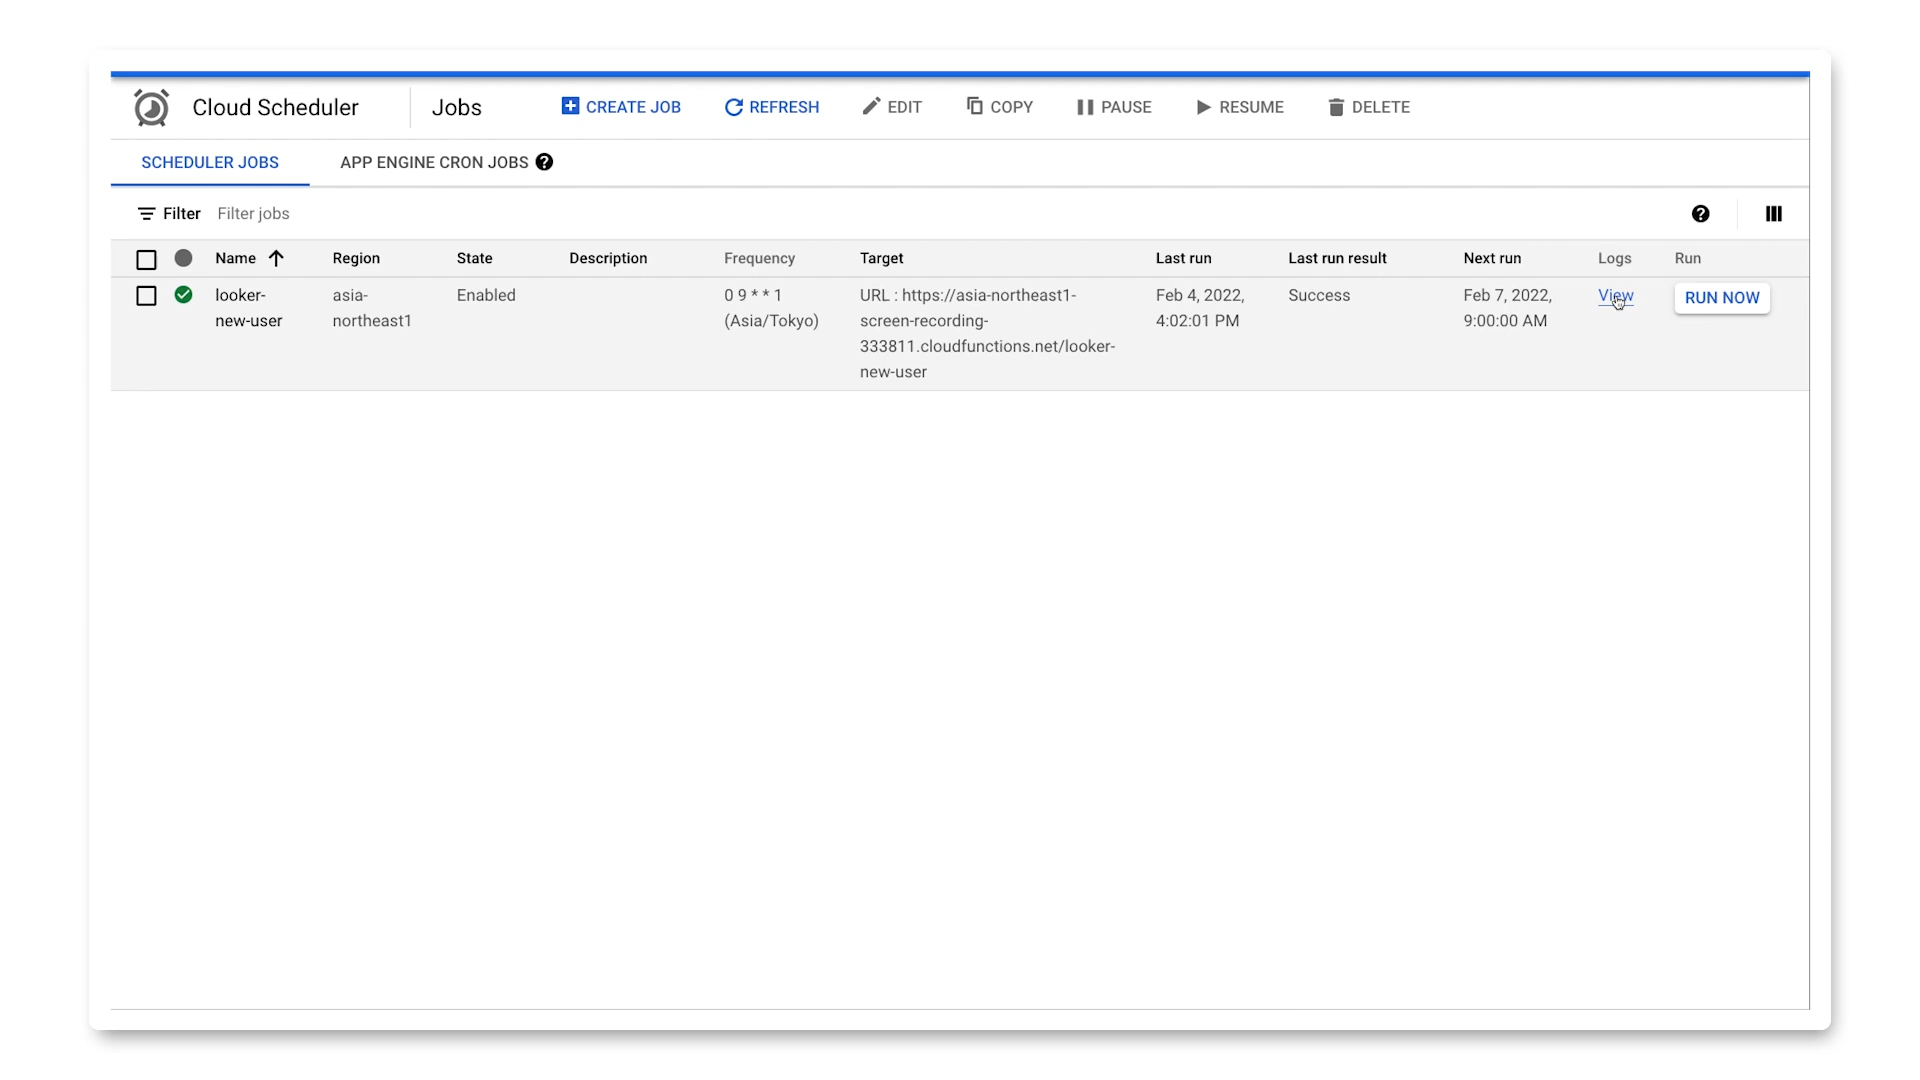 Cloud Scheduler
Jobs
CREATE JOB
REFRESH
EDIT
COPY
PAUSE
RESUME
DELETE
SCHEDULER JOBS
APP ENGINE CRON JOBS
Filter
Filter jobs
Name
Region
State
Description
Frequency
Target
Last run
Last run result
Next run
Logs
Run
looker-
new-user
asia-
northeast1
Enabled
0 9 * * 1
(Asia/Tokyo)
URL : https://asia-northeast1-
screen-recording-
333811.cloudfunctions.net/looker-
new-user
Feb 4, 2022,
4:02:01 PM
Success
Feb 7, 2022,
9:00:00 AM
View
RUN NOW